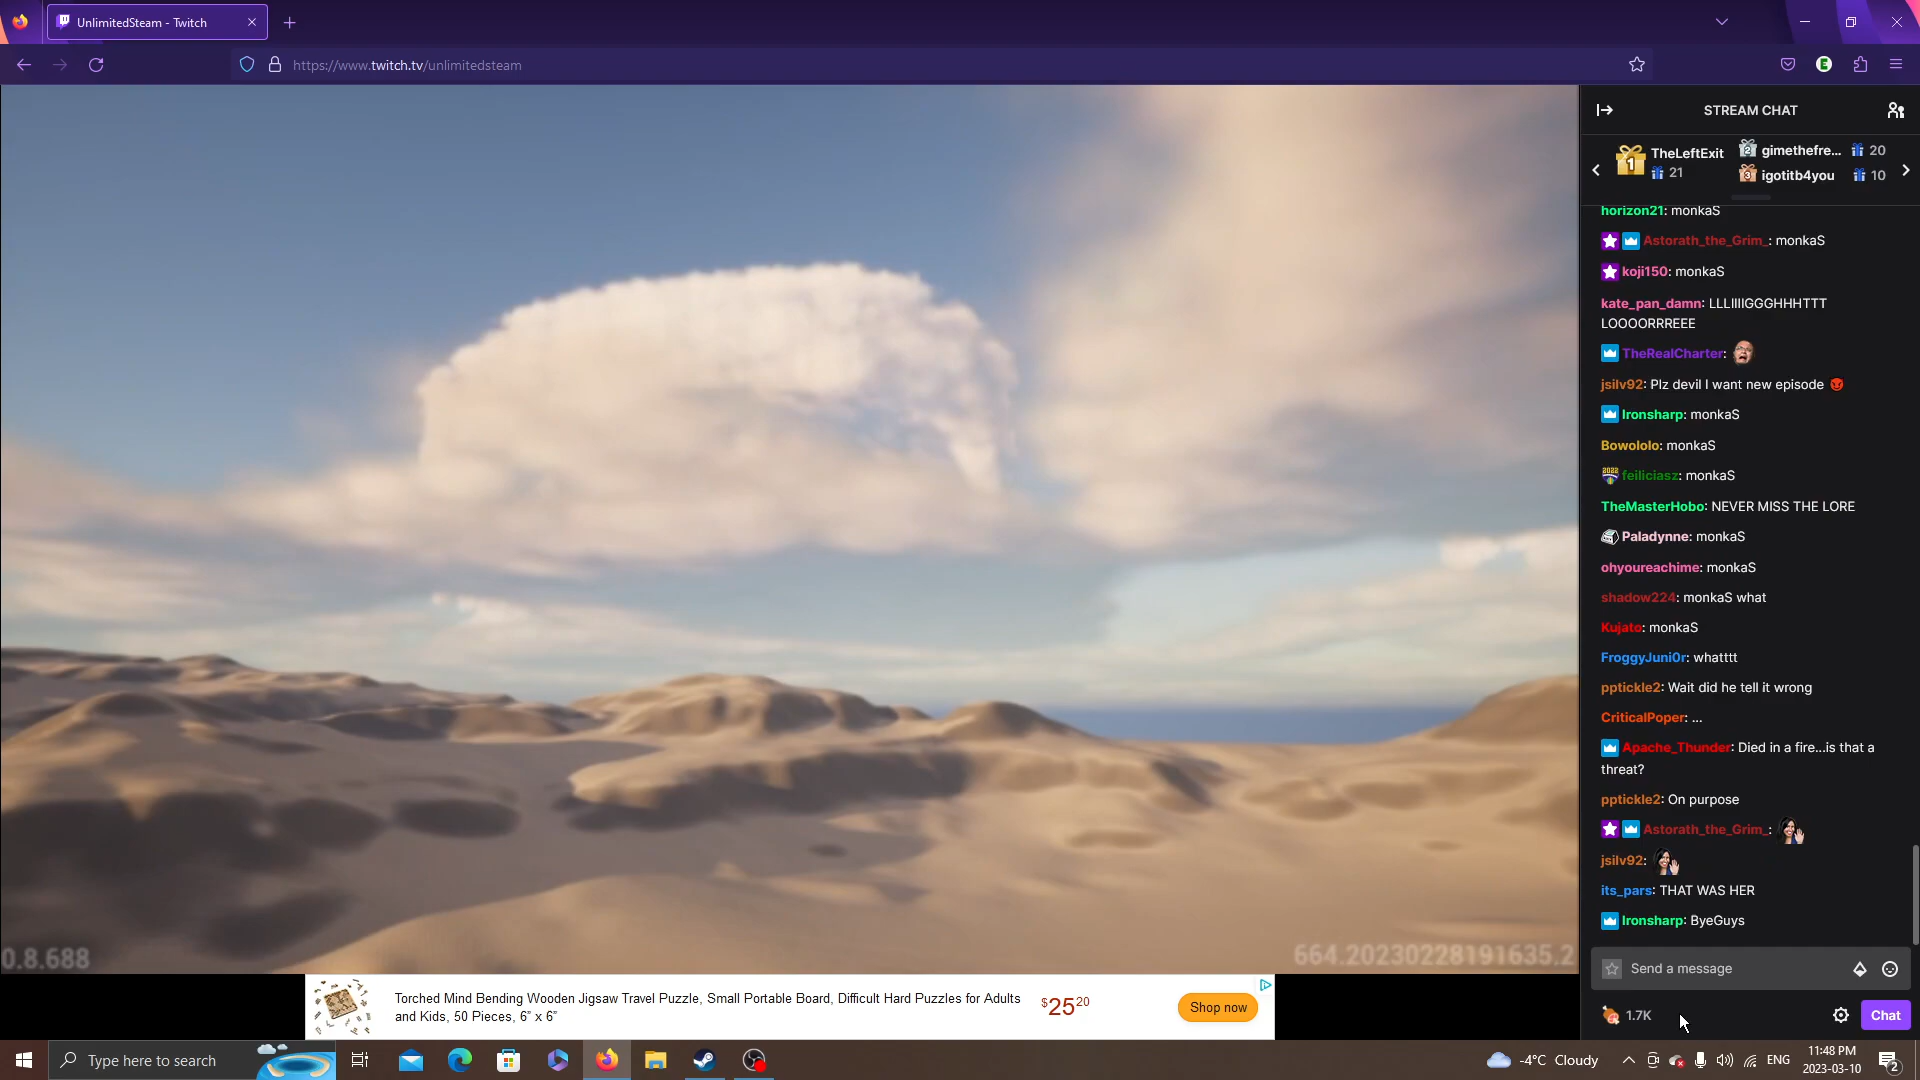 UnlimitedSteam - Twitch
https://www.twitch.tv/unlimitedsteam
STREAM CHAT
1
TheLeftExit
21
2
gimethefre...
20
3
igotitb4you
10
horizon21: monkaS
Astorath_the_Grim_: monkaS
koji150: monkaS
kate_pan_damn: LLLIIIIGGGHHHTTT
LOOOORRREEE
TheRealCharter:
jsilv92: Plz devil I want new episode
Ironsharp: monkaS
Bowololo: monkaS
feiliciasz: monkaS
TheMasterHobo: NEVER MISS THE LORE
Paladynne: monkaS
ohyoureachime: monkaS
shadow224: monkaS what
Kujato: monkaS
FroggyJuni0r: whatttt
pptickle2: Wait did he tell it wrong
CriticalPoper: ...
Apache_Thunder: Died in a fire...is that a
threat?
pptickle2: On purpose
Astorath_the_Grim_:
jsilv92:
its_pars: THAT WAS HER
Ironsharp: ByeGuys
0.8.688
664.20230228191635.2
Send a message
1.7K
Chat
Torched Mind Bending Wooden Jigsaw Travel Puzzle, Small Portable Board, Difficult Hard Puzzles for Adults
and Kids, 50 Pieces, 6” x 6”
$25 20
Shop now
Type here to search
-4°C Cloudy
ENG
11:48 PM
2023-03-10
2